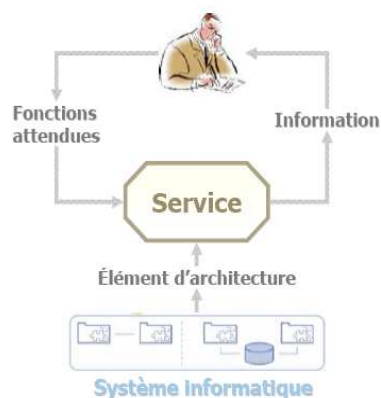 Fonctions
attendues
Information
Service
Élément d'architecture
Système informatique